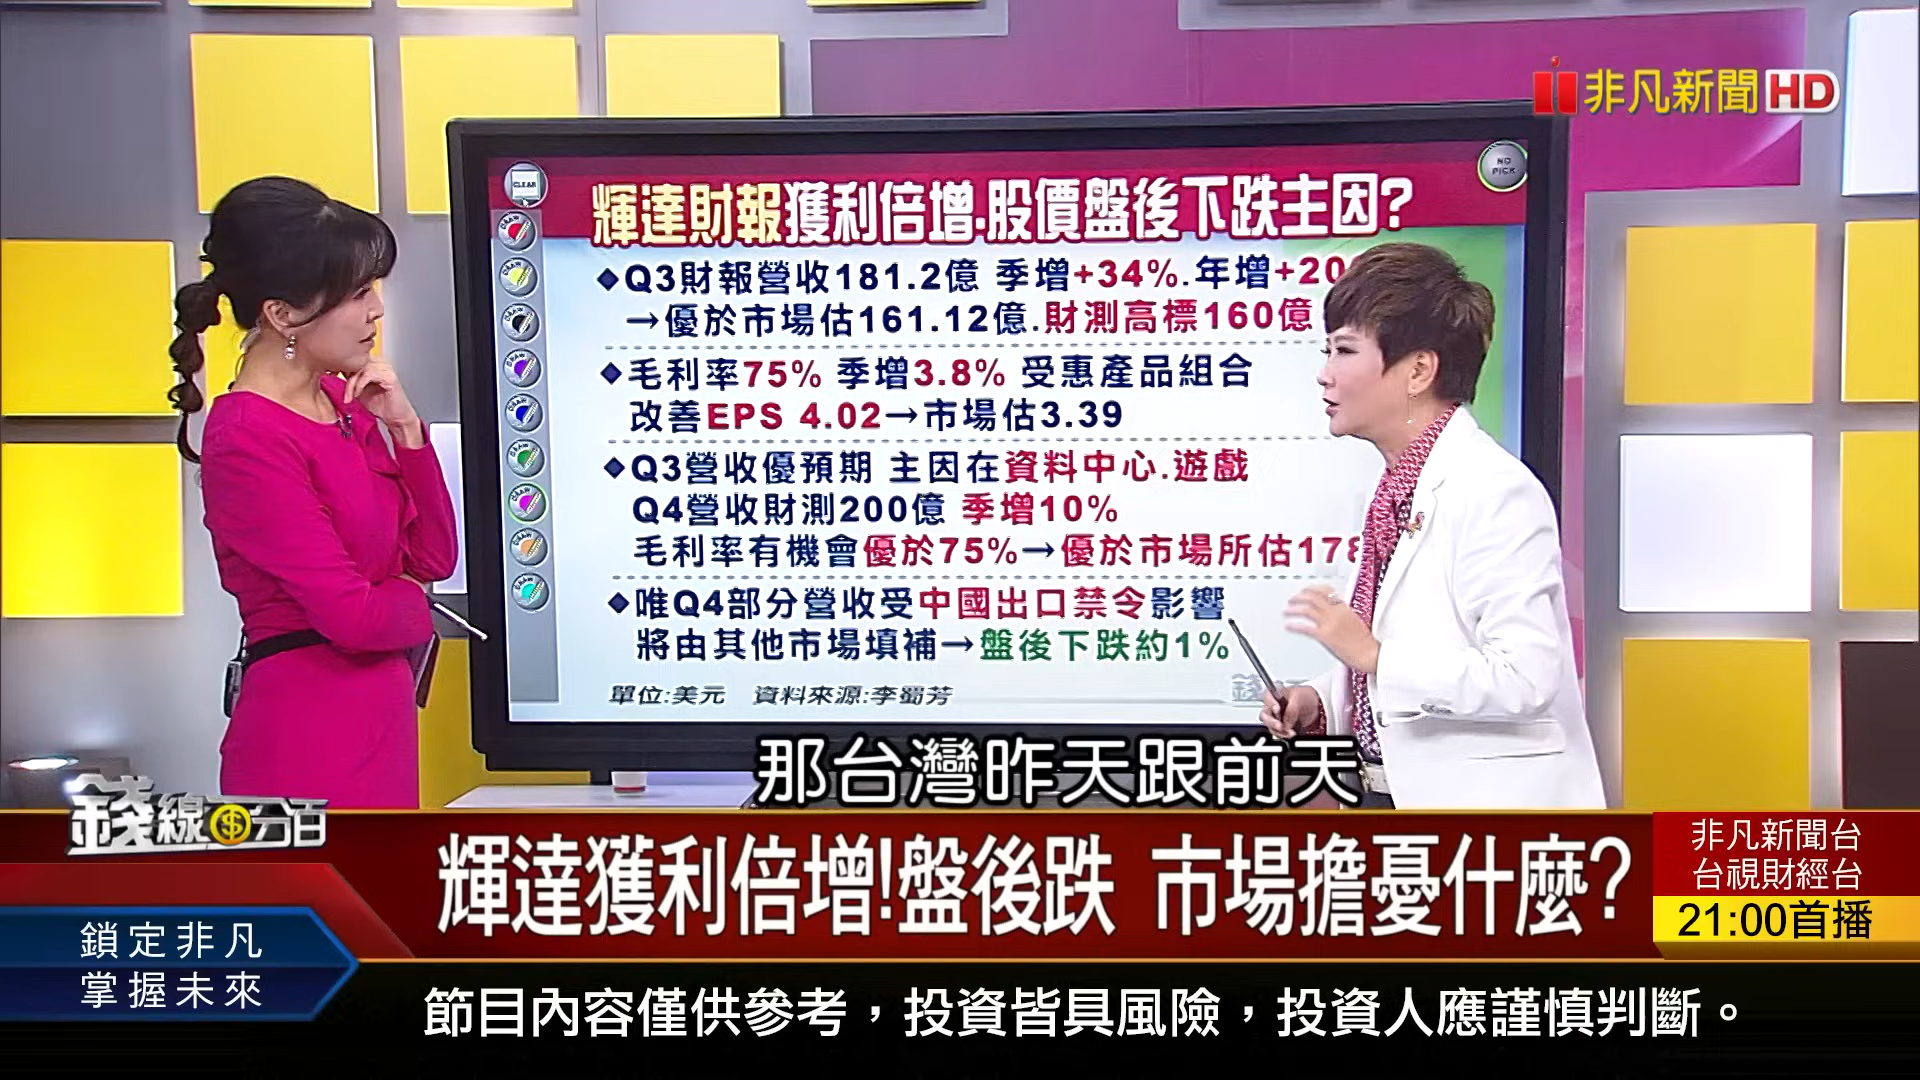 非凡新聞HD
CLEAR
NO
PICK
輝達財報獲利倍增.股價盤後下跌主因?
◆Q3財報營收181.2億 季增+34%.年增+20
→優於市場估161.12億.財測高標160億
◆毛利率75% 季增3.8% 受惠產品組合
改善EPS 4.02→市場估3.39
◆Q3營收優預期 主因在資料中心.遊戲
Q4營收財測200億 季增10%
毛利率有機會優於75%→優於市場所估178
◆唯Q4部分營收受中國出口禁令影響
將由其他市場填補→盤後下跌約1%
單位:美元 資料來源:李蜀芳
DRAW
DRAW
DRAW
DRAW
DRAW
DRAW
DRAW
DRAW
DRAW
那台灣昨天跟前天
錢線百分百
輝達獲利倍增!盤後跌 市場擔憂什麼?
非凡新聞台
台視財經台
21:00首播
鎖定非凡
掌握未來
節目內容僅供參考，投資皆具風險，投資人應謹慎判斷。